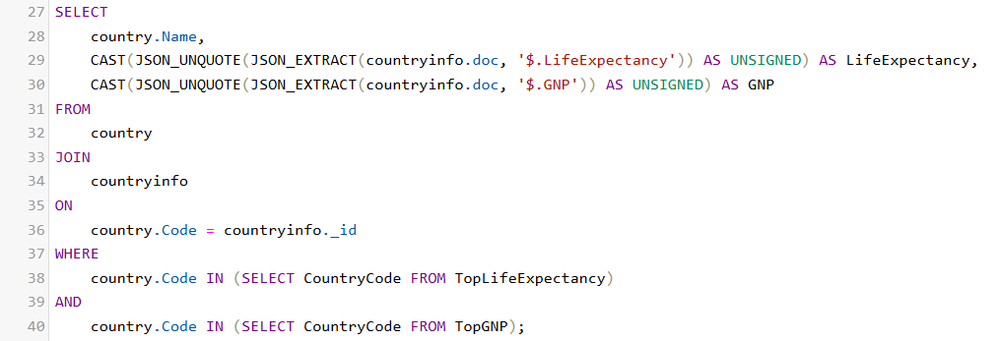 27 SELECT
28     country.Name,
29     CAST(JSON_UNQUOTE(JSON_EXTRACT(countryinfo.doc, '$.LifeExpectancy')) AS UNSIGNED) AS LifeExpectancy,
30     CAST(JSON_UNQUOTE(JSON_EXTRACT(countryinfo.doc, '$.GNP')) AS UNSIGNED) AS GNP
31 FROM
32     country
33 JOIN
34     countryinfo
35 ON
36     country.Code = countryinfo._id
37 WHERE
38     country.Code IN (SELECT CountryCode FROM TopLifeExpectancy)
39 AND
40     country.Code IN (SELECT CountryCode FROM TopGNP);